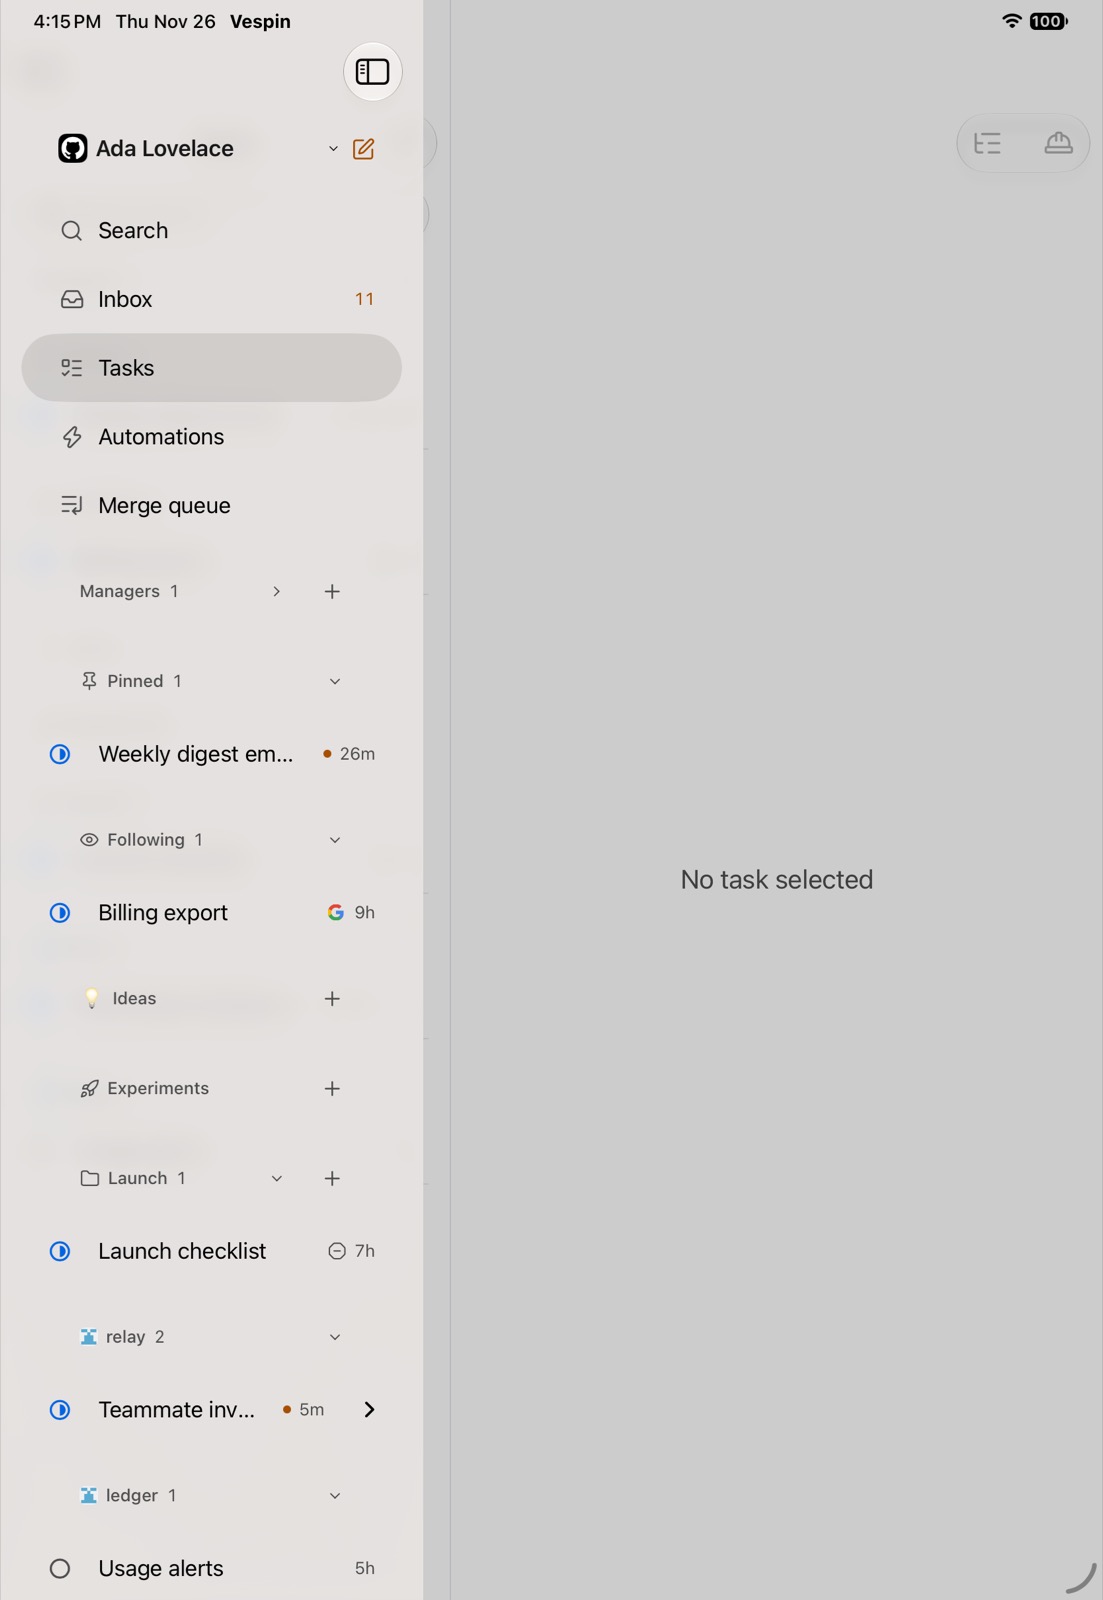 4:15 PM Thu Nov 26 Vespin
100
Ada Lovelace
Search
Inbox 11
Tasks
Automations
Merge queue
Managers 1
Pinned 1
Weekly digest em... 26m
Following 1
Billing export 9h
Ideas
Experiments
Launch 1
Launch checklist 7h
relay 2
Teammate inv... 5m
ledger 1
Usage alerts 5h
No task selected